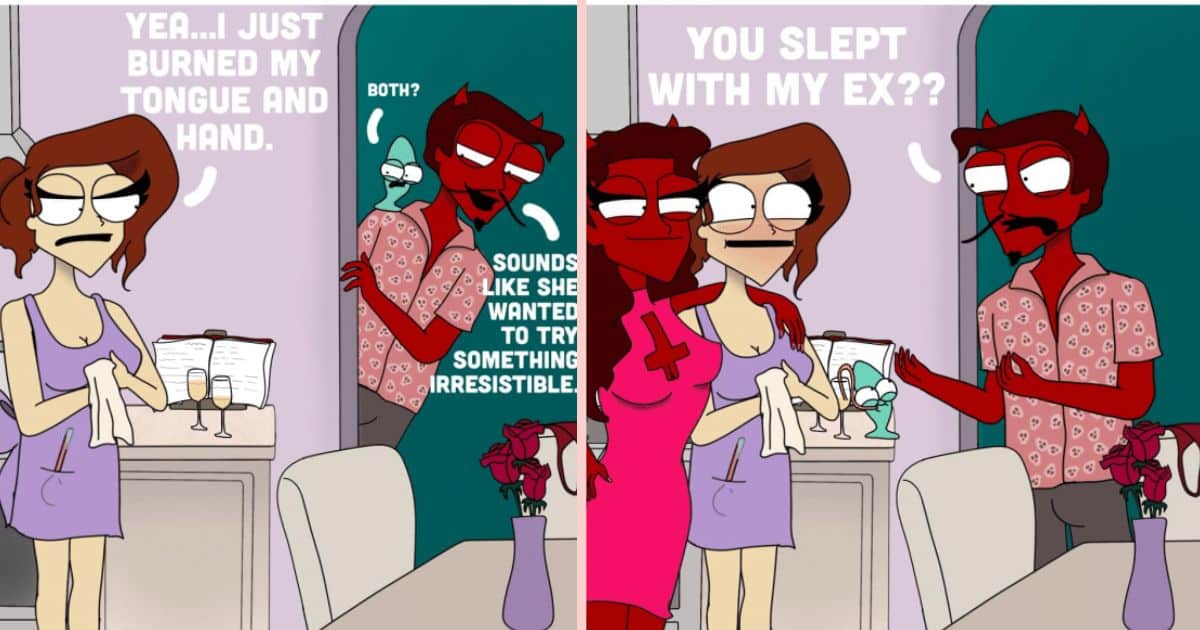 YEA...I JUST
BURNED MY
TONGUE AND
HAND.
BOTH?
SOUNDS
LIKE SHE
WANTED
TO TRY
SOMETHING
IRRESISTIBLE.
YOU SLEPT
WITH MY EX??